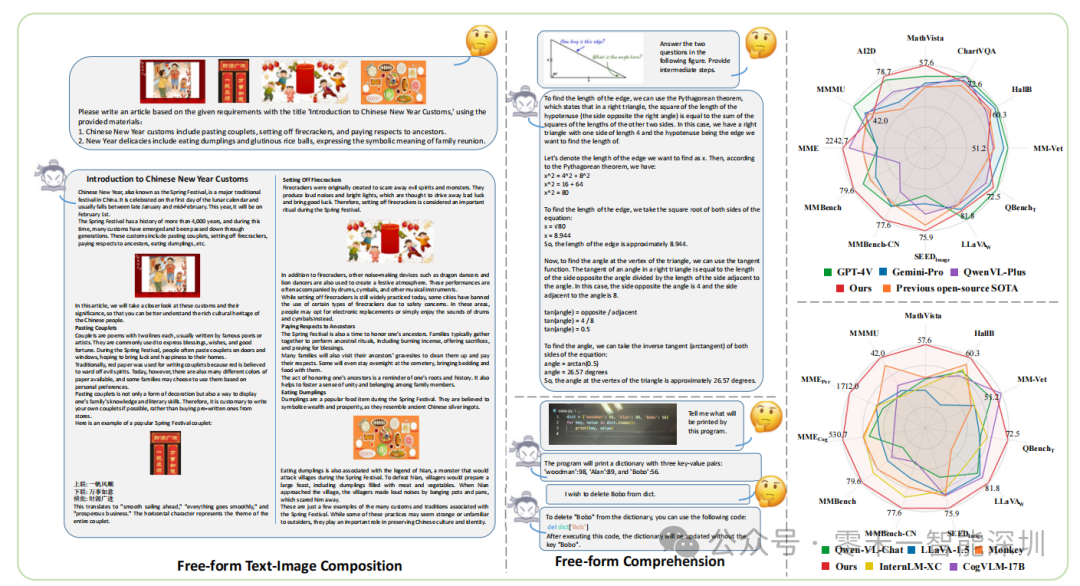 Please write an article based on the given requirements with the title 'Introduction to Chinese New Year Customs,' using the
provided materials:
1. Chinese New Year customs include pasting couplets, setting off firecrackers, and paying respects to ancestors.
2. New Year delicacies include eating dumplings and glutinous rice balls, expressing the symbolic meaning of family reunion.
Introduction to Chinese New Year Customs
Chinese New Year, also known as the Spring Festival, is a major traditional
festival in China. It is celebrated on the first day of the lunar calendar and
usually falls between late January and mid-February. This year, it will be on
February 1st.
The Spring Festival has a history of more than 4,000 years, and during this
time, many customs have emerged and been passed down through
generations. These customs include pasting couplets, setting off firecrackers,
paying respects to ancestors, eating dumplings, etc.
In this article, we will take a closer look at these customs and their
significance, so that you can better understand the rich cultural heritage of
the Chinese people.
Pasting Couplets
Couplets are poems with two lines each, usually written by famous poets or
artists. They are commonly used to express blessings, wishes, and good
fortune. During the Spring Festival, people often paste couplets on doors and
windows, hoping to bring luck and happiness to their homes.
Traditionally, red paper was used for writing couplets because red is believed
to ward off evil spirits. Today, however, there are also many different colors of
paper available, and some families may choose to use them based on
personal preferences.
Pasting couplets is not only a form of decoration but also a way to display
one's family's knowledge and literary skills. Therefore, it is customary to write
your own couplets if possible, rather than buying pre-written ones from
stores.
Here is an example of a popular Spring Festival couplet:
上联: 一帆风顺
下联: 万事如意
横批: 财源广进
This translates to "smooth sailing ahead," "everything goes smoothly," and
"prosperous business." The horizontal character represents the theme of the
entire couplet.
Setting Off Firecrackers
Firecrackers were originally created to scare away evil spirits and monsters. They
produce loud noises and bright lights, which are thought to drive away bad luck
and bring good luck. Therefore, setting off firecrackers is considered an important
ritual during the Spring Festival.
In addition to firecrackers, other noise-making devices such as dragon dances and
lion dances are also used to create a festive atmosphere. These performances are
often accompanied by drums, cymbals, and other musical instruments.
While setting off firecrackers is still widely practiced today, some cities have banned
the use of certain types of firecrackers due to safety concerns. In these areas,
people may opt for electronic replacements or simply enjoy the sounds of drums
and cymbals instead.
Paying Respects to Ancestors
The Spring Festival is also a time to honor one's ancestors. Families typically gather
together to perform ancestral rituals, including burning incense, offering sacrifices,
and praying for blessings.
Many families will also visit their ancestors' gravesites to clean them up and pay
their respects. Some will even stay overnight at the cemetery, bringing bedding and
food with them.
The act of honoring one's ancestors is a reminder of one's roots and history. It also
helps to foster a sense of unity and belonging among family members.
Eating Dumplings
Dumplings are a popular food item during the Spring Festival. They are believed to
symbolize wealth and prosperity, as they resemble ancient Chinese silver ingots.
Eating dumplings is also associated with the legend of Nian, a monster that would
attack villages during the Spring Festival. To defeat Nian, villagers would prepare a
large feast, including dumplings filled with meat and vegetables. When Nian
approached the village, the villagers made loud noises by banging pots and pans,
which scared him away.
These are just a few examples of the many customs and traditions associated with
the Spring Festival. While some of these practices may seem strange or unfamiliar
to outsiders, they play an important role in preserving Chinese culture and identity.
Free-form Text-Image Composition
How long is this edge?
What is the angle here?
Answer the two
questions in the
following figure. Provide
intermediate steps.
To find the length of the edge, we can use the Pythagorean theorem,
which states that in a right triangle, the square of the length of the
hypotenuse (the side opposite the right angle) is equal to the sum of the
squares of the lengths of the other two sides. In this case, we have a right
triangle with one side of length 4 and the hypotenuse being the edge we
want to find the length of.
Let's denote the length of the edge we want to find as x. Then, according
to the Pythagorean theorem, we have:
x^2 = 4^2 + 8^2
x^2 = 16 + 64
x^2 = 80
To find the length of the edge, we take the square root of both sides of the
equation:
x = √80
x = 8.944
So, the length of the edge is approximately 8.944.
Now, to find the angle at the vertex of the triangle, we can use the tangent
function. The tangent of an angle in a right triangle is equal to the length
of the side opposite the angle divided by the length of the side adjacent to
the angle. In this case, the side opposite the angle is 4 and the side
adjacent to the angle is 8.
tan(angle) = opposite / adjacent
tan(angle) = 4 / 8
tan(angle) = 0.5
To find the angle, we can take the inverse tangent (arctangent) of both
sides of the equation:
angle = arctan(0.5)
angle = 26.57 degrees
So, the angle at the vertex of the triangle is approximately 26.57 degrees.
Tell me what will
be printed by
this program.
The program will print a dictionary with three key-value pairs:
'woodman':98, 'Alan':89, and 'Bobo':56.
I wish to delete Bobo from dict.
To delete "Bobo" from the dictionary, you can use the following code:
del dict['Bob']
After executing this code, the dictionary will be updated without the
key "Bobo".
Free-form Comprehension
MathVista
57.6
ChartQA
72.6
HallB
60.3
MM-Vet
51.2
QBenchT
72.5
LLaVAW
81.8
SEEDImage
75.9
MMBench-CN
77.6
MMBench
79.6
MME
2242.7
MMMU
42.0
AI2D
78.7
GPT-4V Gemini-Pro QwenVL-Plus
Ours Previous open-source SOTA
MathVista
57.6
HallB
60.3
MM-Vet
51.2
QBenchT
72.5
LLaVAW
81.8
SEEDImage
75.9
MMBench-CN
77.6
MMBench
79.6
MMECog
530.7
MMEPer
1712.0
MMMU
42.0
Qwen-VL-Chat LLaVA-1.5 Monkey
Ours InternLM-XC CogVLM-17B
公众号 · 零零一智能深圳